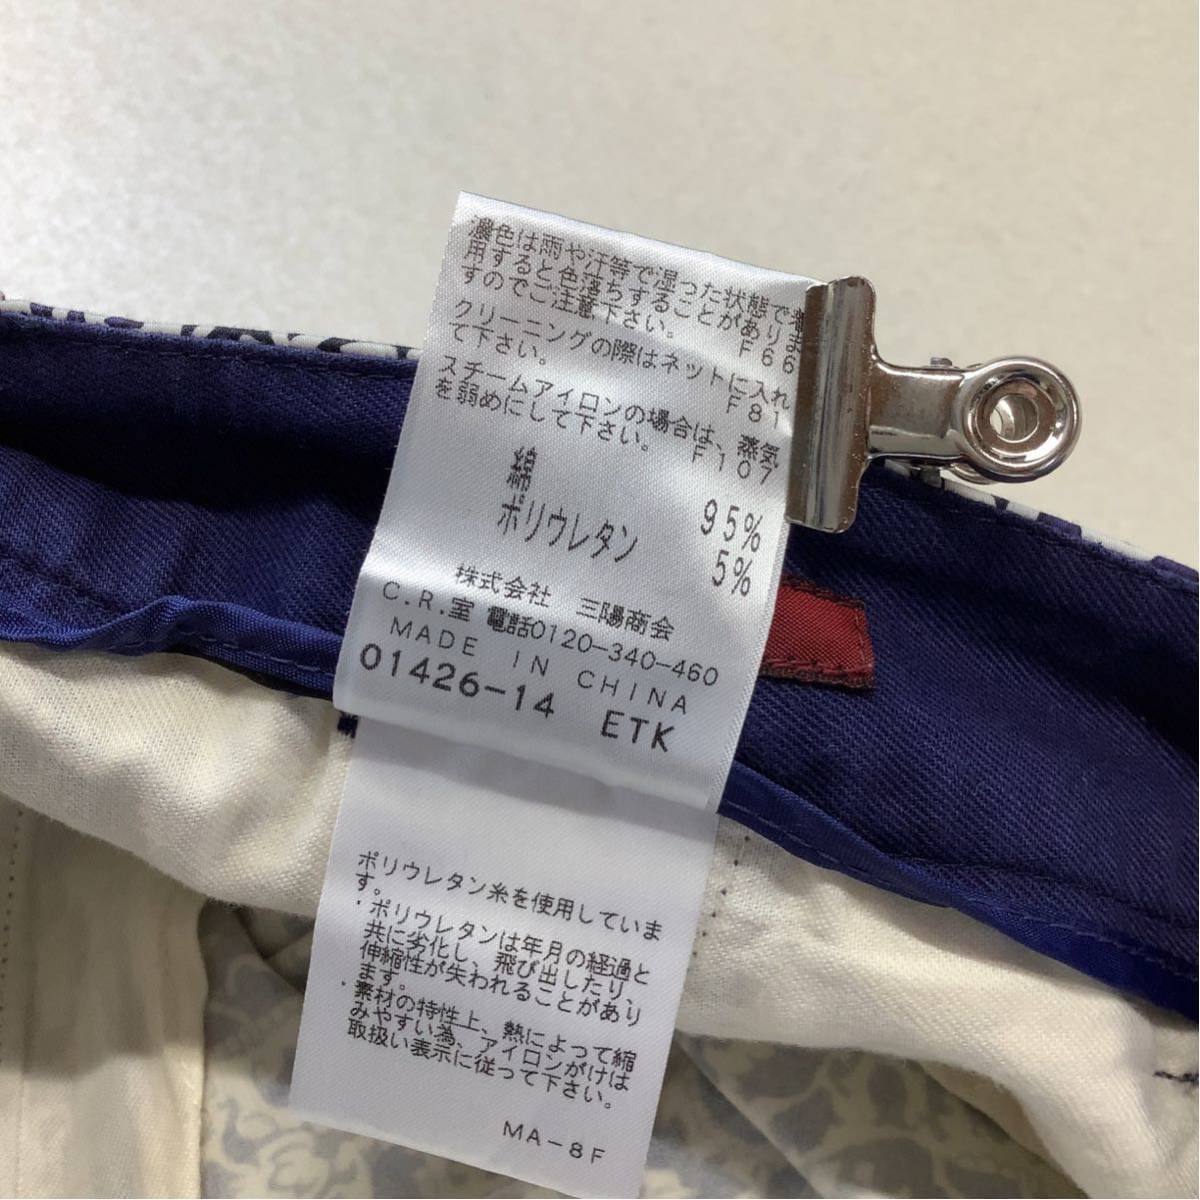 濃色は雨や汗等で湿った状態で着
用すると色落ちすることがありま
すのでご注意下さい。 F66
クリーニングの際はネットに入れ
て下さい。 F81
スチームアイロンの場合は、蒸気
を弱めにして下さい。 F107
綿 95%
ポリウレタン 5%
株式会社 三陽商会
C.R.室 電話0120-340-460
MADE IN CHINA
01426-14 ETK
ポリウレタン糸を使用していま
す。
・ポリウレタンは年月の経過と
共に劣化し、飛び出したり、
伸縮性が失われることがあり
ます。
・素材の特性上、熱によって縮
みやすい為、アイロンがけは
取扱い表示に従って下さい。
MA-8F